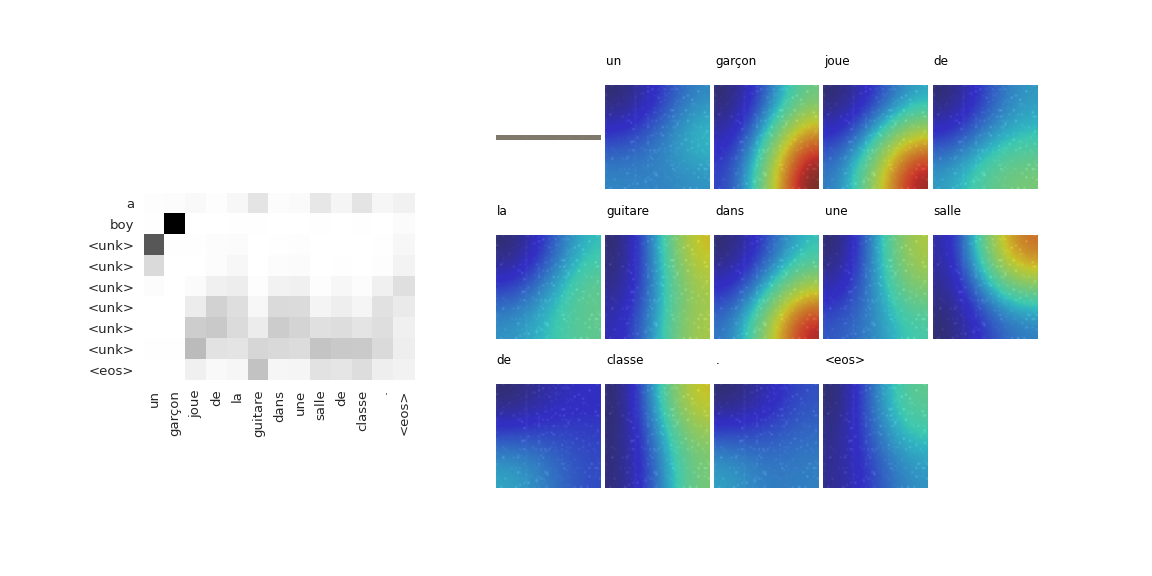 a
boy
<unk>
<unk>
<unk>
<unk>
<unk>
<unk>
<eos>
un
garçon
joue
de
la
guitare
dans
une
salle
de
classe
.
<eos>
un garçon joue de
la guitare dans une salle
de classe . <eos>